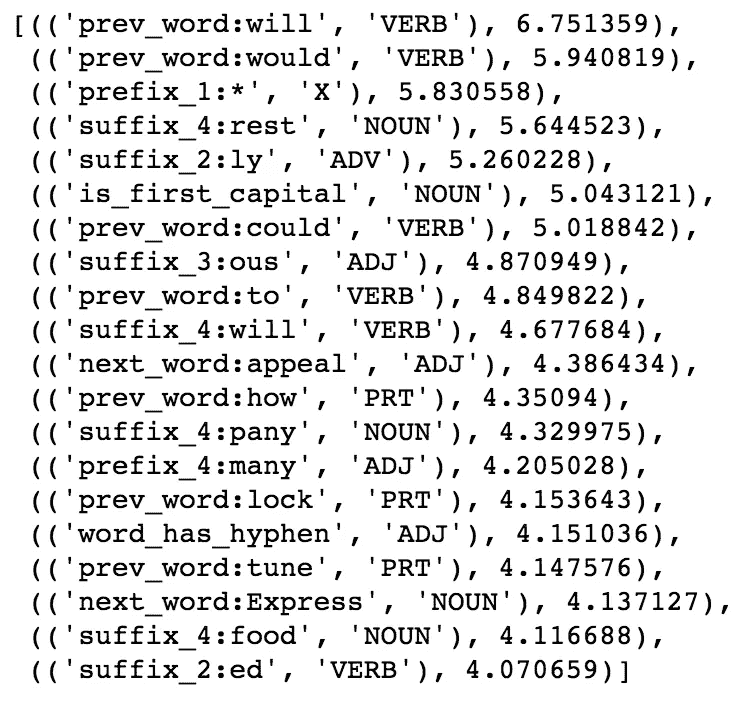 [(('prev_word:will', 'VERB'), 6.751359),
(('prev_word:would', 'VERB'), 5.940819),
(('prefix_1:*', 'X'), 5.830558),
(('suffix_4:rest', 'NOUN'), 5.644523),
(('suffix_2:ly', 'ADV'), 5.260228),
(('is_first_capital', 'NOUN'), 5.043121),
(('prev_word:could', 'VERB'), 5.018842),
(('suffix_3:ous', 'ADJ'), 4.870949),
(('prev_word:to', 'VERB'), 4.849822),
(('suffix_4:will', 'VERB'), 4.677684),
(('next_word:appeal', 'ADJ'), 4.386434),
(('prev_word:how', 'PRT'), 4.35094),
(('suffix_4:pany', 'NOUN'), 4.329975),
(('prefix_4:many', 'ADJ'), 4.205028),
(('prev_word:lock', 'PRT'), 4.153643),
(('word_has_hyphen', 'ADJ'), 4.151036),
(('prev_word:tune', 'PRT'), 4.147576),
(('next_word:Express', 'NOUN'), 4.137127),
(('suffix_4:food', 'NOUN'), 4.116688),
(('suffix_2:ed', 'VERB'), 4.070659)]